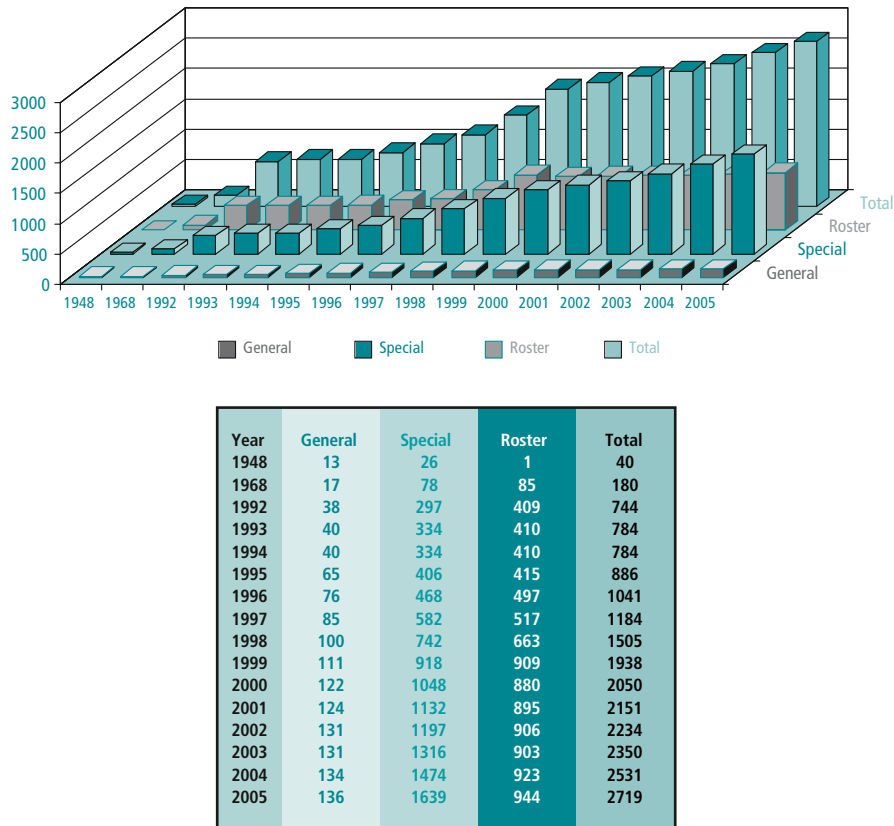 3000
2500
2000
1500
1000
500
0
Total
Roster
Special
General
1948 1968 1992 1993 1994 1995 1996 1997 1998 1999 2000 2001 2002 2003 2004 2005
General Special Roster Total
Year General Special Roster Total
1948 13 26 1 40
1968 17 78 85 180
1992 38 297 409 744
1993 40 334 410 784
1994 40 334 410 784
1995 65 406 415 886
1996 76 468 497 1041
1997 85 582 517 1184
1998 100 742 663 1505
1999 111 918 909 1938
2000 122 1048 880 2050
2001 124 1132 895 2151
2002 131 1197 906 2234
2003 131 1316 903 2350
2004 134 1474 923 2531
2005 136 1639 944 2719